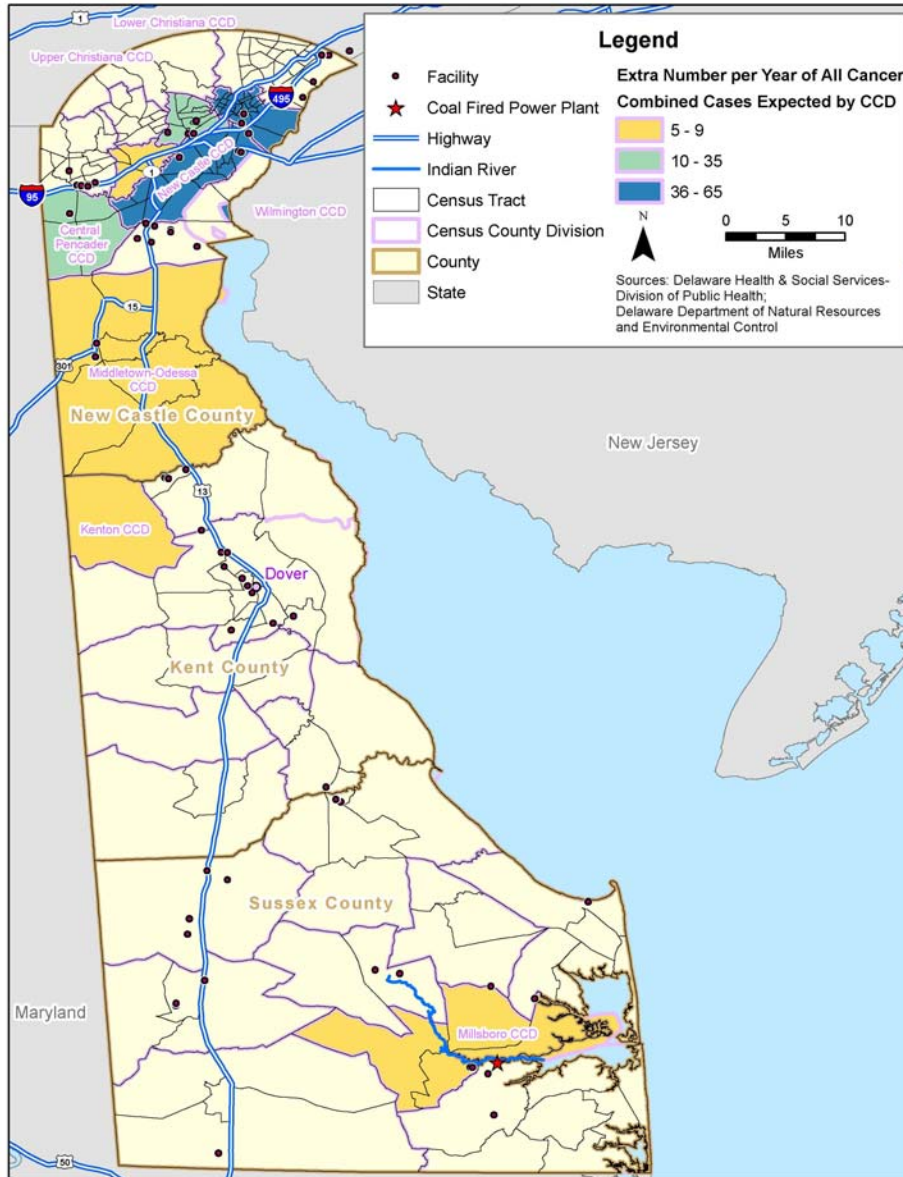 1
Lower Christiana CCD
Upper Christiana CCD
495
1
New Castle CCD
95
Wilmington CCD
Central
Pencader
CCD
15
301
Middletown-Odessa
CCD
New Castle County
13
Kenton CCD
Dover
Kent County
Sussex County
Maryland
Millsboro CCD
50
New Jersey
Legend
Facility
Coal Fired Power Plant
Highway
Indian River
Census Tract
Census County Division
County
State
Extra Number per Year of All Cancer
Combined Cases Expected by CCD
5 - 9
10 - 35
36 - 65
N
0 5 10
Miles
Sources: Delaware Health & Social Services-
Division of Public Health;
Delaware Department of Natural Resources
and Environmental Control